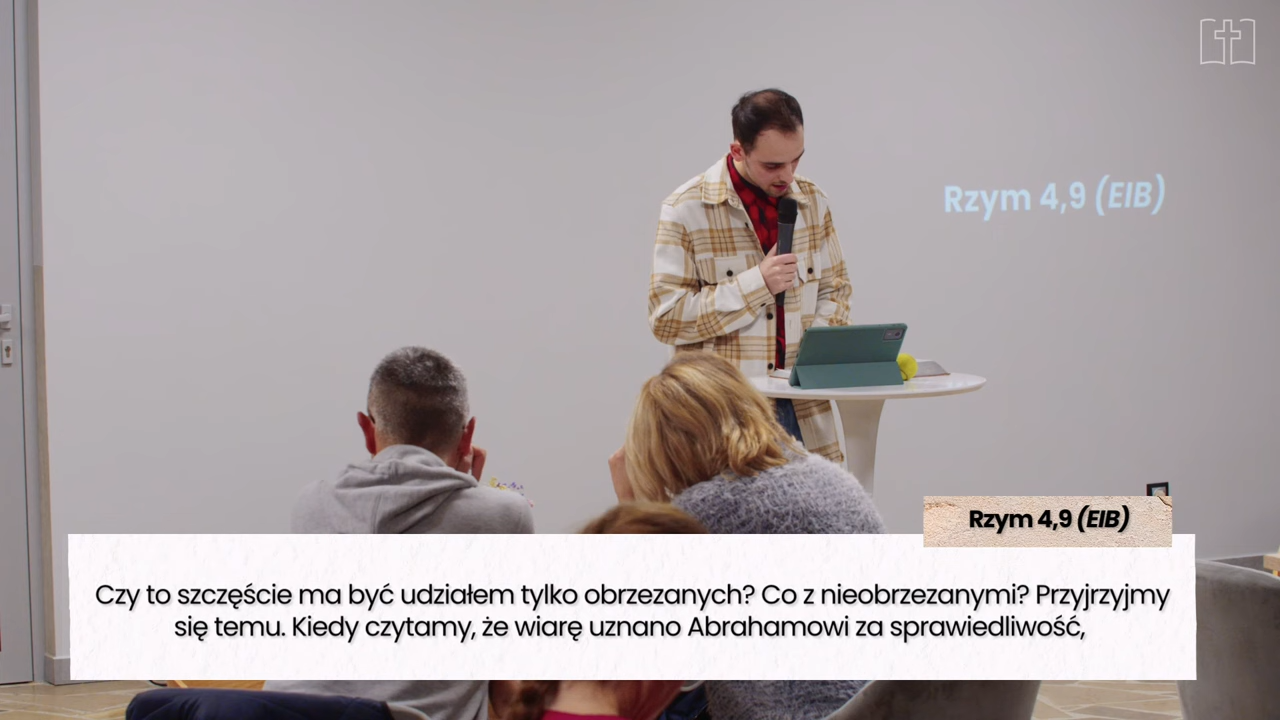 Rzym 4,9 (EIB)
Rzym 4,9 (EIB)
Czy to szczęście ma być udziałem tylko obrzezanych? Co z nieobrzezanymi? Przyjrzyjmy
się temu. Kiedy czytamy, że wiarę uznano Abrahamowi za sprawiedliwość,